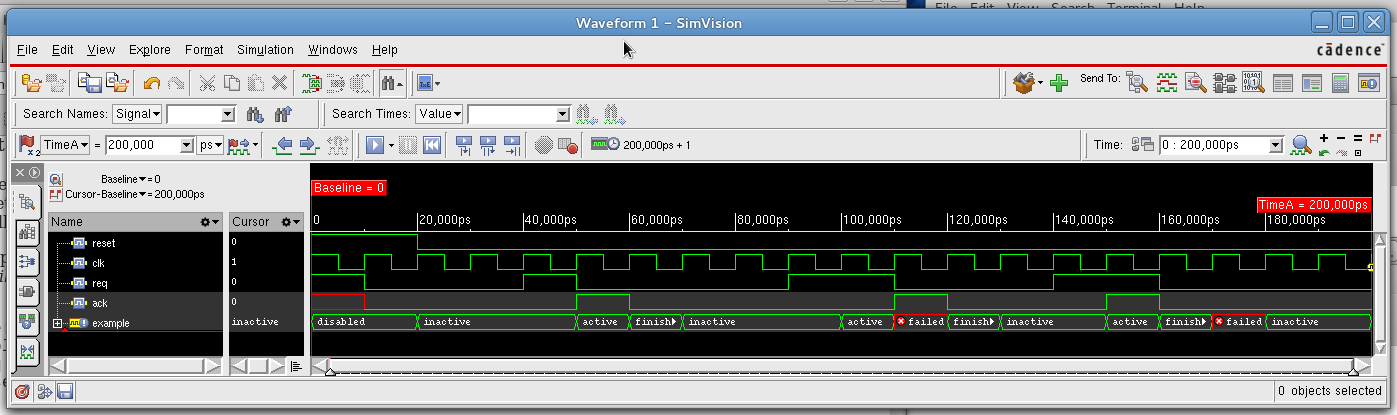 File Edit View Search Terminal Help
Waveform 1 - SimVision
File Edit View Explore Format Simulation Windows Help
cādence™
Send To:
Search Names: Signal Search Times: Value
TimeA = 200,000 ps 200,000ps + 1 Time: 0 : 200,000ps
Baseline = 0
Cursor-Baseline = 200,000ps
Baseline = 0
TimeA = 200,000ps
Name Cursor 0 20,000ps 40,000ps 60,000ps 80,000ps 100,000ps 120,000ps 140,000ps 160,000ps 180,000ps
reset 0
clk 1
req 0
ack 0
example inactive disabled inactive active finish inactive active failed finish inactive active finish failed inactive
0 objects selected